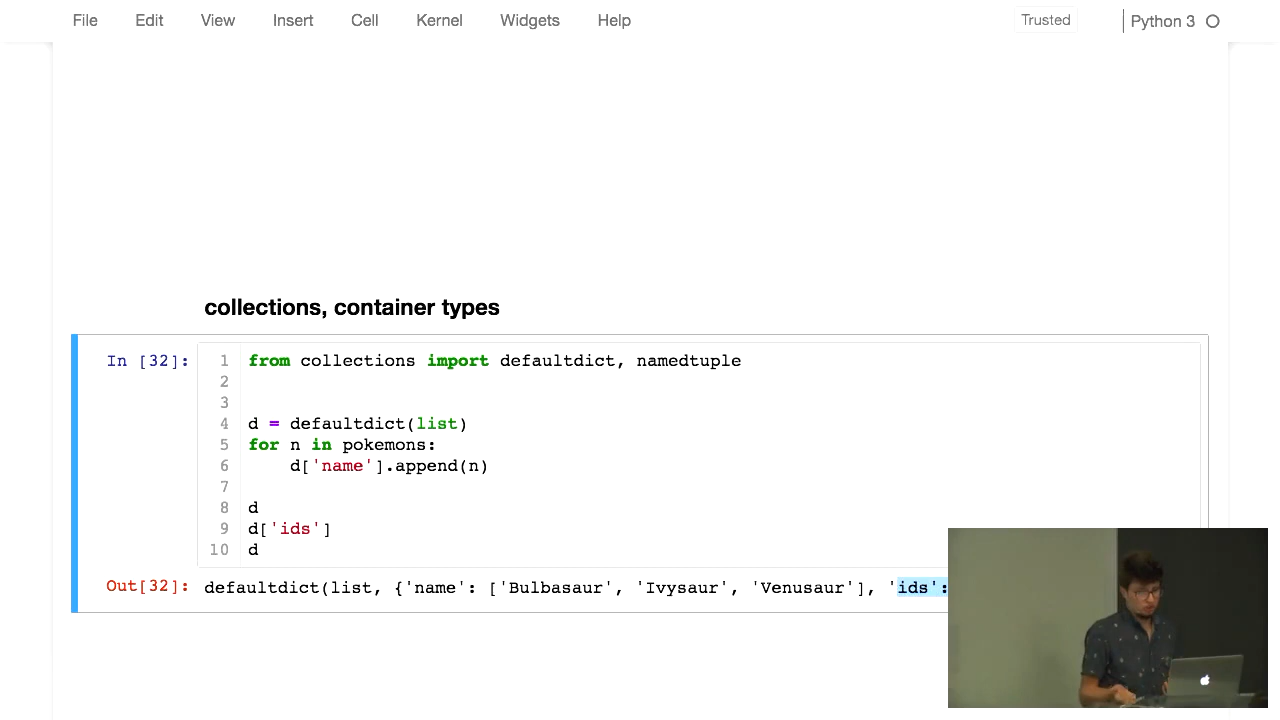 File Edit View Insert Cell Kernel Widgets Help Trusted Python 3
collections, container types
In [32]:
1 from collections import defaultdict, namedtuple
2
3
4 d = defaultdict(list)
5 for n in pokemons:
6     d['name'].append(n)
7
8 d
9 d['ids']
10 d
Out[32]: defaultdict(list, {'name': ['Bulbasaur', 'Ivysaur', 'Venusaur'], 'ids':